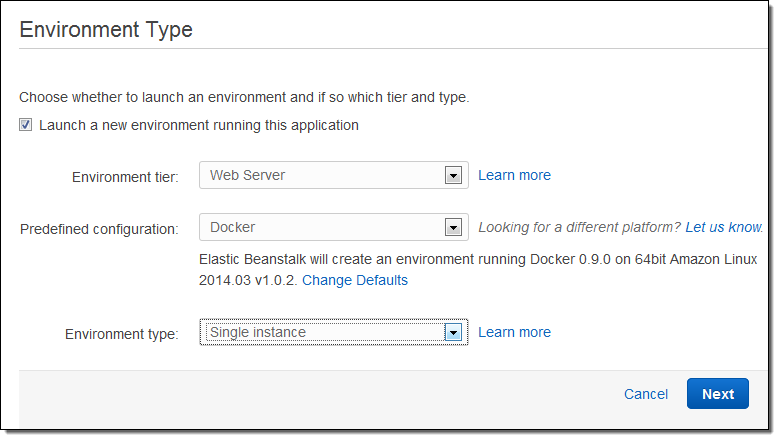 Environment Type
Choose whether to launch an environment and if so which tier and type.
Launch a new environment running this application
Environment tier: Web Server Learn more
Predefined configuration: Docker Looking for a different platform? Let us know.
Elastic Beanstalk will create an environment running Docker 0.9.0 on 64bit Amazon Linux
2014.03 v1.0.2. Change Defaults
Environment type: Single instance Learn more
Cancel Next